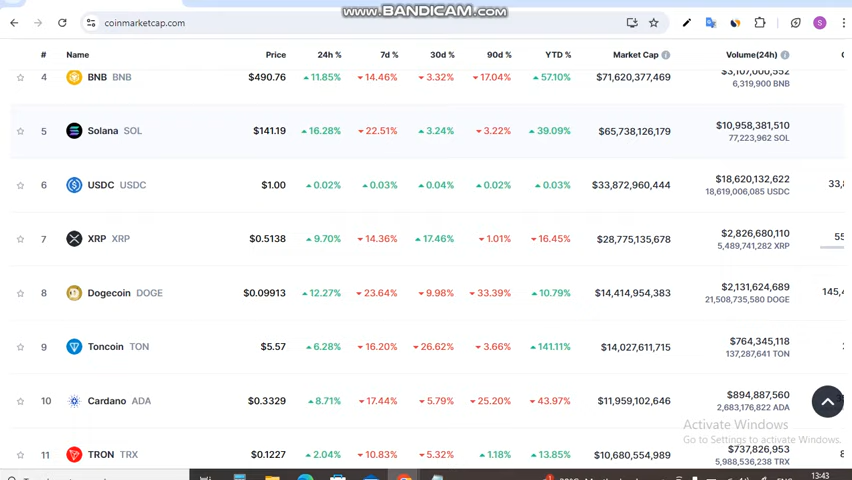 www.BANDICAM.com
coinmarketcap.com
S
# Name Price 24h % 7d % 30d % 90d % YTD % Market Cap Volume(24h)
4 BNB BNB $490.76 11.85% 14.46% 3.32% 17.04% 57.10% $71,620,377,469 $3,107,000,552
6,319,900 BNB
5 Solana SOL $141.19 16.28% 22.51% 3.24% 3.22% 39.09% $65,738,126,179 $10,958,381,510
77,223,962 SOL
6 USDC USDC $1.00 0.02% 0.03% 0.04% 0.02% 0.03% $33,872,960,444 $18,620,132,622 33,8
18,619,006,085 USDC
7 XRP XRP $0.5138 9.70% 14.36% 17.46% 1.01% 16.45% $28,775,135,678 $2,826,680,110 55
5,489,741,282 XRP
8 Dogecoin DOGE $0.09913 12.27% 23.64% 9.98% 33.39% 10.79% $14,414,954,383 $2,131,624,689 145,4
21,508,735,580 DOGE
9 Toncoin TON $5.57 6.28% 16.20% 26.62% 3.66% 141.11% $14,027,611,715 $764,345,118
137,287,641 TON
10 Cardano ADA $0.3329 8.71% 17.44% 5.79% 25.20% 43.97% $11,959,102,646 $894,887,560
2,683,176,822 ADA
Activate Windows
Go to Settings to activate Windows.
11 TRON TRX $0.1227 2.04% 10.83% 5.32% 1.18% 13.85% $10,680,554,989 $737,826,953 8
5,988,536,238 TRX
13:43